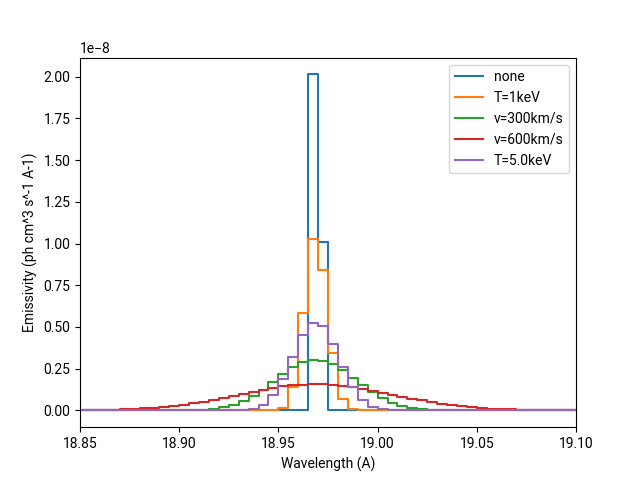 1e−8
2.00
1.75
1.50
1.25
1.00
0.75
0.50
0.25
0.00
Emissivity (ph cm^3 s^-1 A-1)
none
T=1keV
v=300km/s
v=600km/s
T=5.0keV
18.85 18.90 18.95 19.00 19.05 19.10
Wavelength (A)